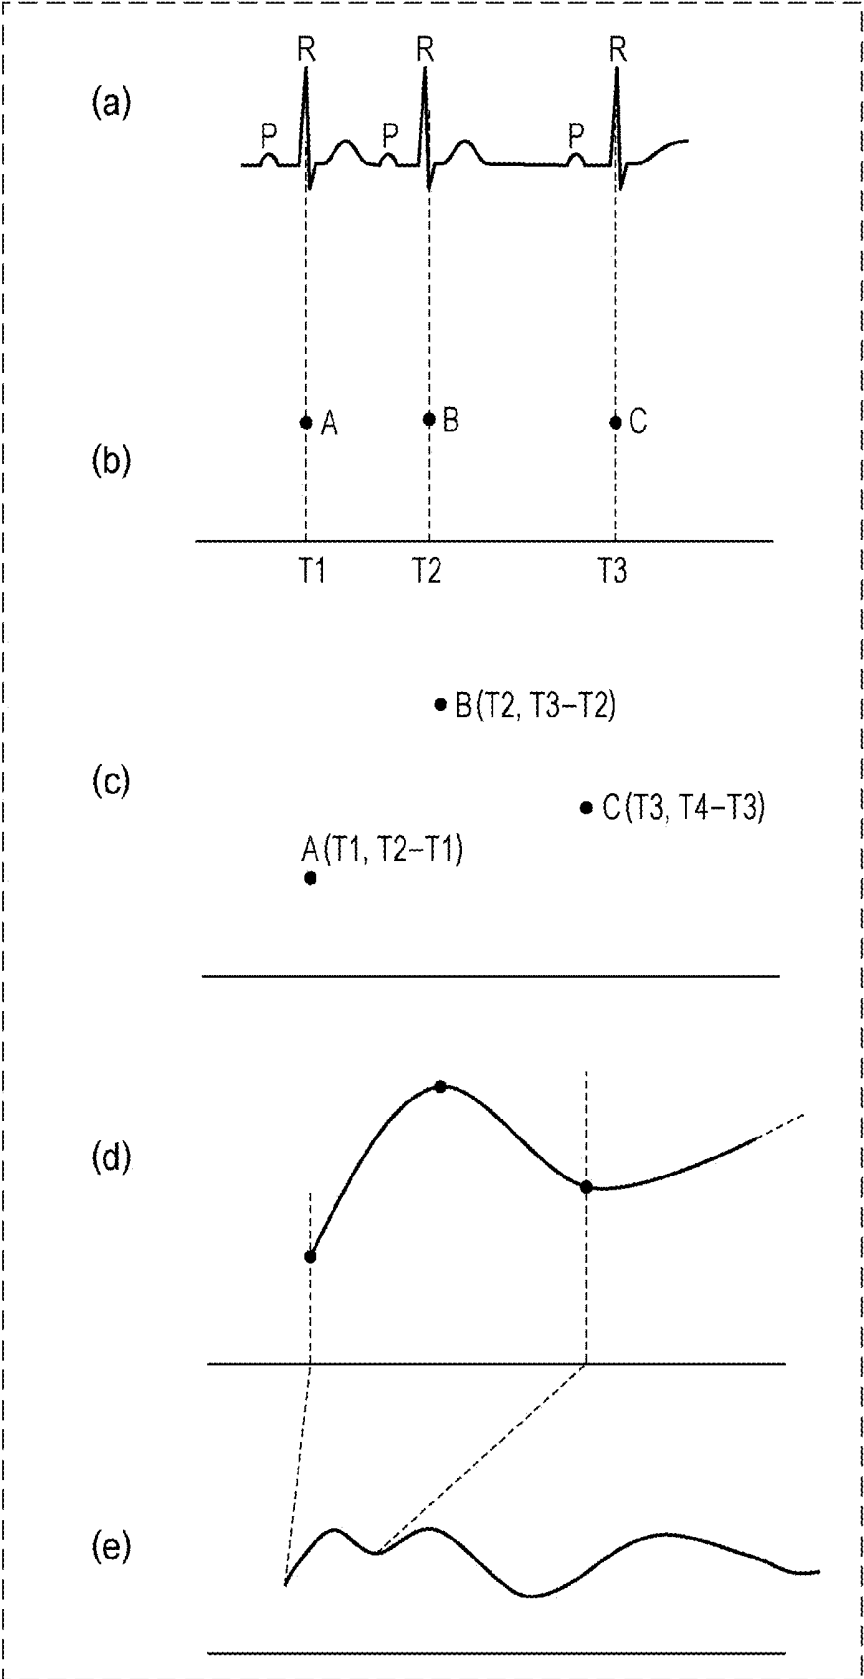 R R R
(a)
P P P
A B C
(b)
T1 T2 T3
B(T2, T3–T2)
(c)
C(T3, T4–T3)
A(T1, T2–T1)
(d)
(e)